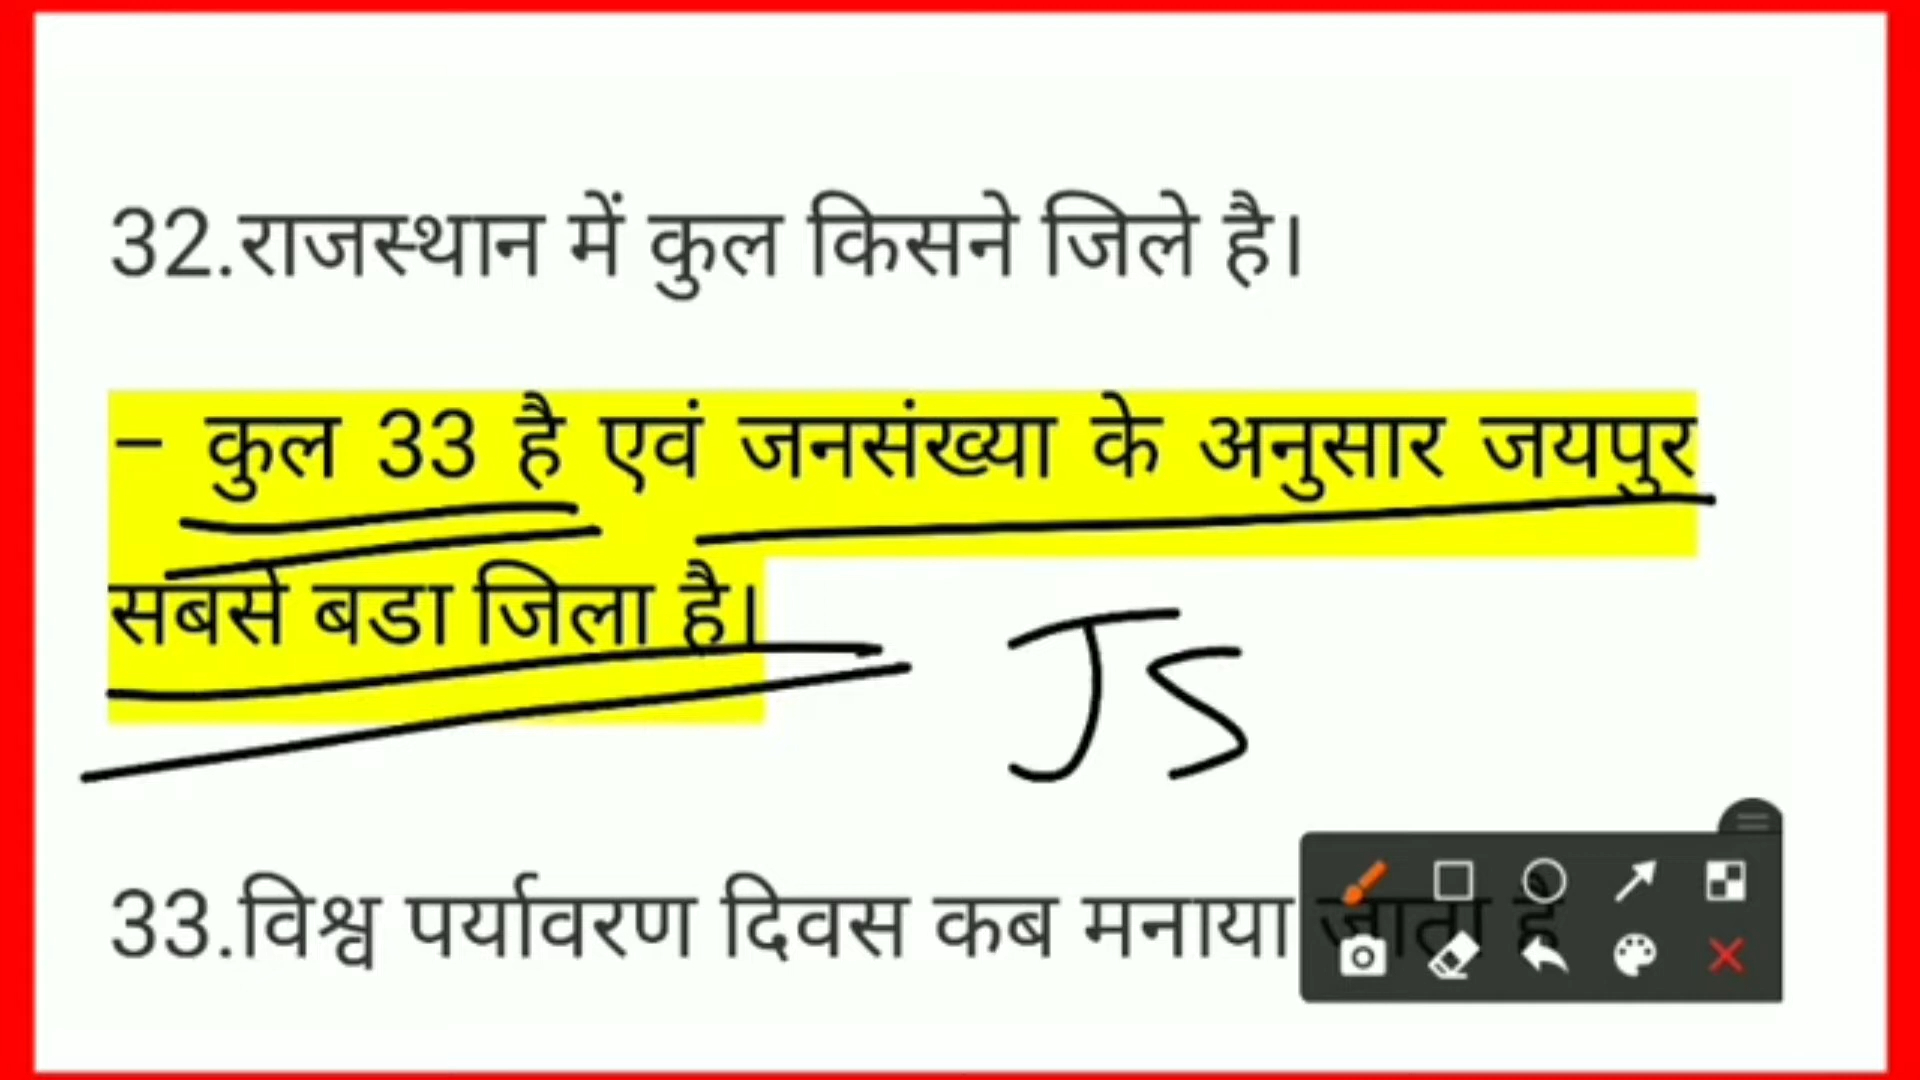 32.राजस्थान में कुल किसने जिले है।
– कुल 33 है एवं जनसंख्या के अनुसार जयपुर
सबसे बडा जिला है।
JS
33.विश्व पर्यावरण दिवस कब मनाया जाता है